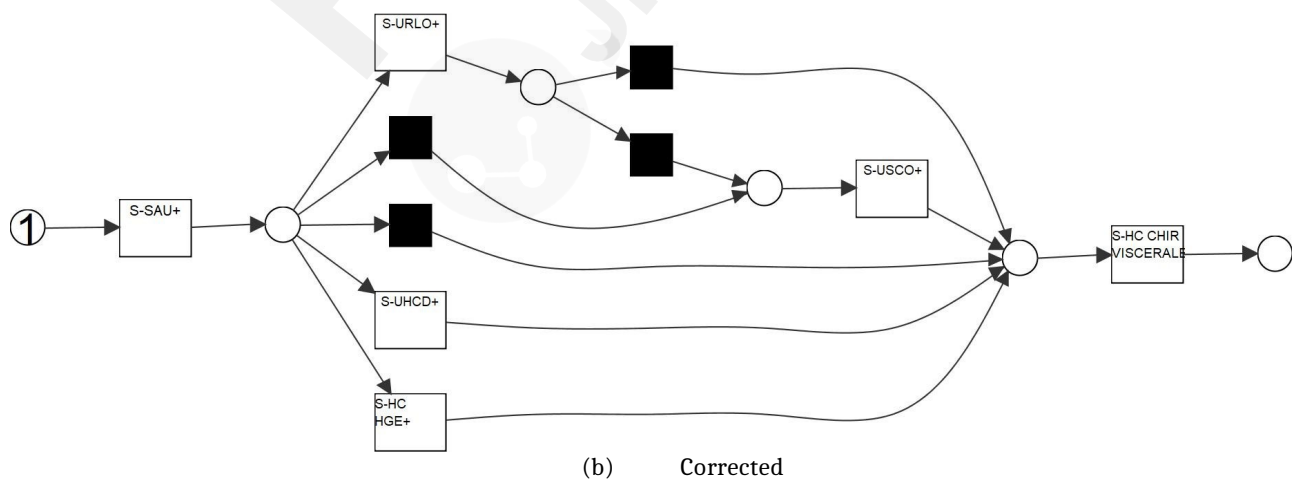 S-URLO+
S-SAU+
1
S-USCO+
S-HC CHIR
VISCERALE
S-UHCD+
S-HC
HGE+
(b) Corrected